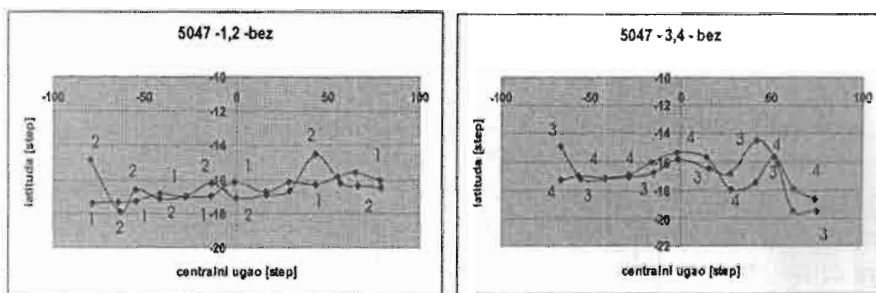 5047 -1,2 -bez
-10
-100 -50 0 50 100
-12
-14
-16
-18
-20
2 2 1 2 1 2 1
1 2 1 2 2 1 2
latituda [step]
centralni ugao [step]
5047 - 3,4 - bez
-10
-100 -50 0 50 100
-12
-14
-16
-18
-20
-22
3 4 4 4 3 4 4
4 3 3 3 4 3 3
latituda [step]
centralni ugao [step]